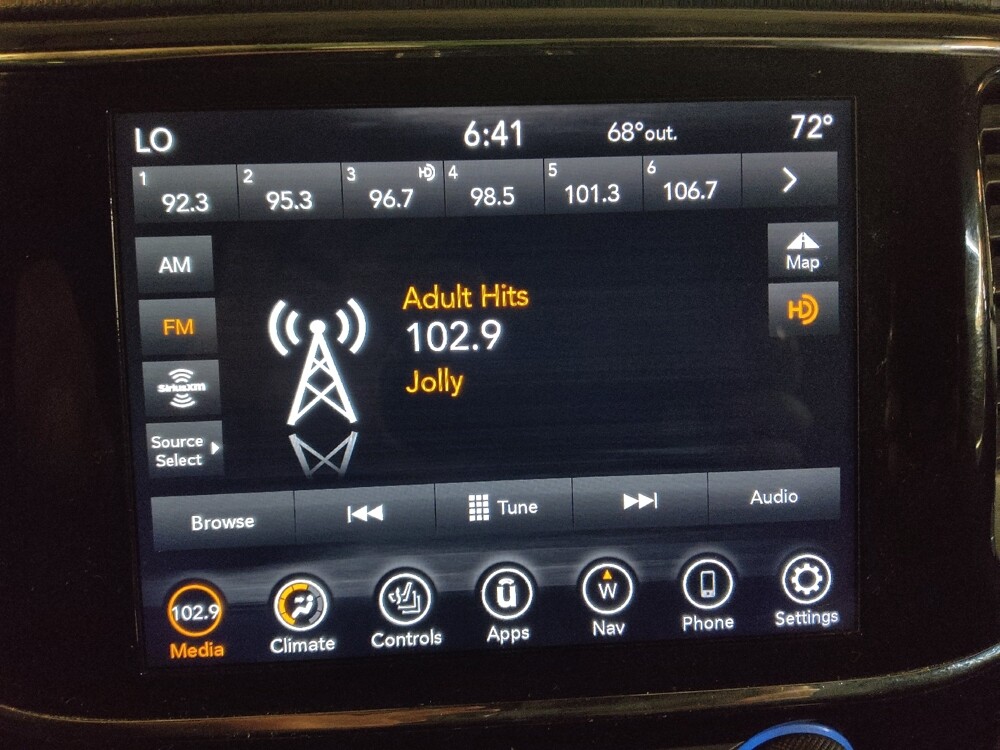 LO 6:41 68°out. 72°
1 92.3 2 95.3 3 96.7 HD 4 98.5 5 101.3 6 106.7
AM
FM
SiriusXM
Source
Select
Adult Hits
102.9
Jolly
Map
HD
Browse Tune Audio
102.9 û W
Media Climate Controls Apps Nav Phone Settings